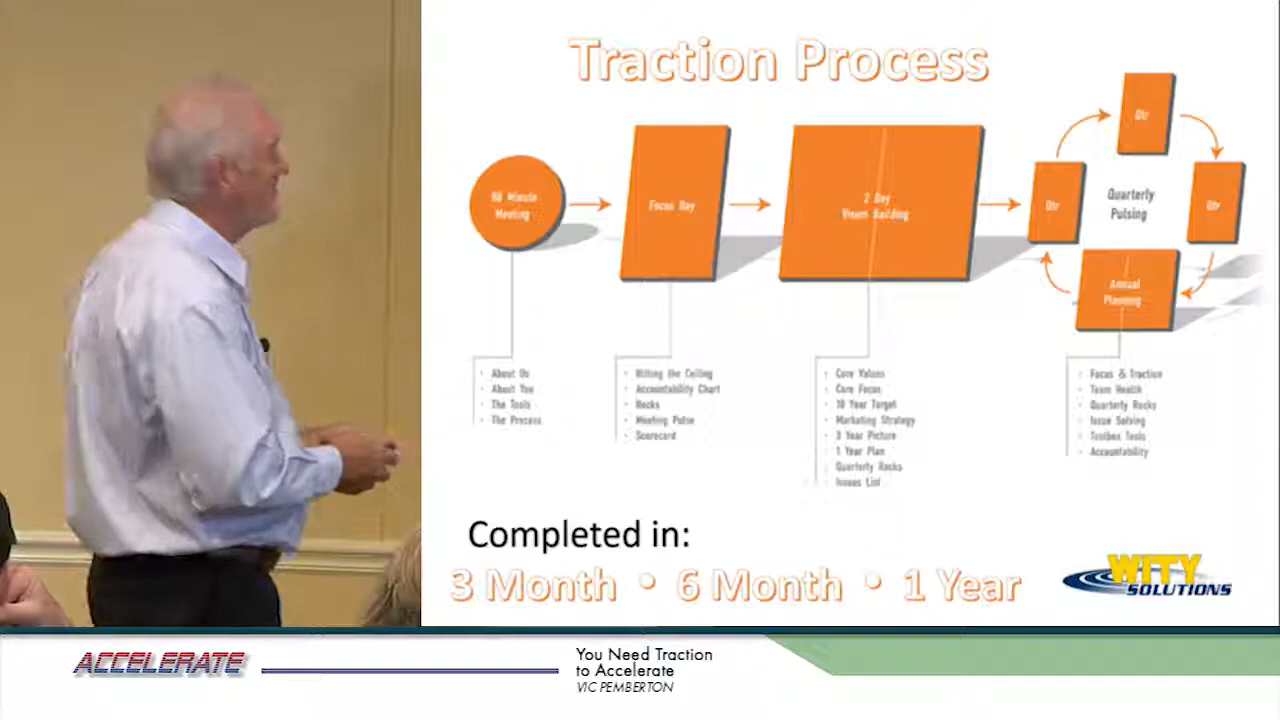 Traction Process
90 Minute
Meeting
Focus Day
2 Day
Vision Building
Qtr
Qtr
Quarterly
Pulsing
Qtr
Annual
Planning
• About Us
• About You
• The Tools
• The Process
• Hitting the Ceiling
• Accountability Chart
• Rocks
• Meeting Pulse
• Scorecard
• Core Values
• Core Focus
• 10 Year Target
• Marketing Strategy
• 3 Year Picture
• 1 Year Plan
• Quarterly Rocks
• Issues List
• Focus & Traction
• Team Health
• Quarterly Rocks
• Issue Solving
• Toolbox Tools
• Accountability
Completed in:
3 Month • 6 Month • 1 Year
WITY
SOLUTIONS
ACCELERATE
You Need Traction
to Accelerate
VIC PEMBERTON